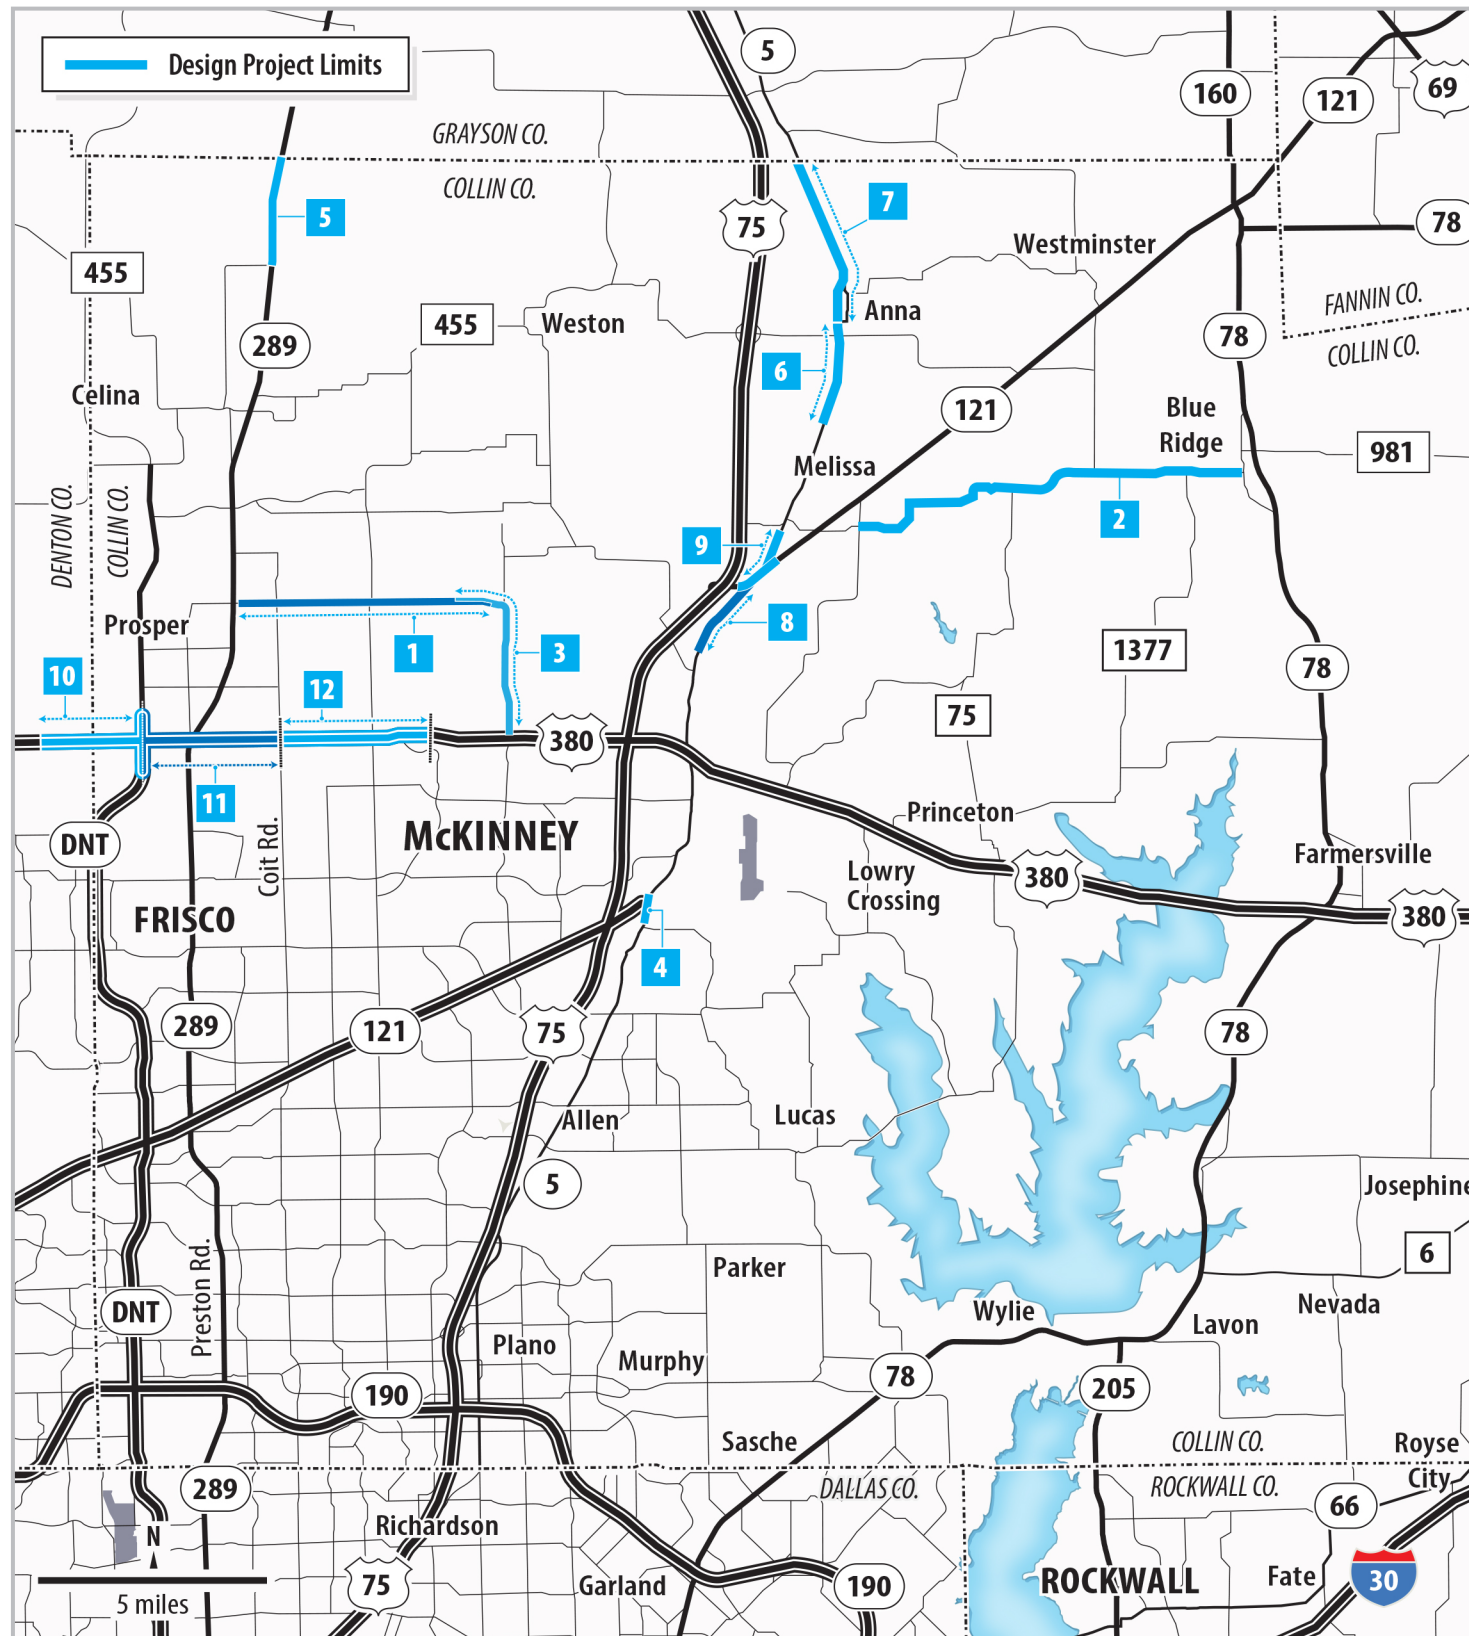 5
160
121
69
Design Project Limits
GRAYSON CO.
COLLIN CO.
5
7
75
78
Westminster
455
FANNIN CO.
Anna
455
Weston
78
289
COLLIN CO.
6
Celina
121
Blue
Ridge
981
Melissa
DENTON CO.
COLLIN CO.
2
9
8
Prosper
1
3
1377
78
10
12
75
380
11
Princeton
McKINNEY
DNT
Coit Rd.
Farmersville
Lowry
Crossing
380
380
FRISCO
4
289
121
75
78
Allen
Lucas
5
Josephine
6
Parker
Preston Rd.
Nevada
DNT
Wylie
Lavon
Plano
Murphy
78
205
190
Sasche
COLLIN CO.
Royse
City
DALLAS CO.
ROCKWALL CO.
289
66
Richardson
N
75
Garland
190
ROCKWALL
Fate
30
5 miles